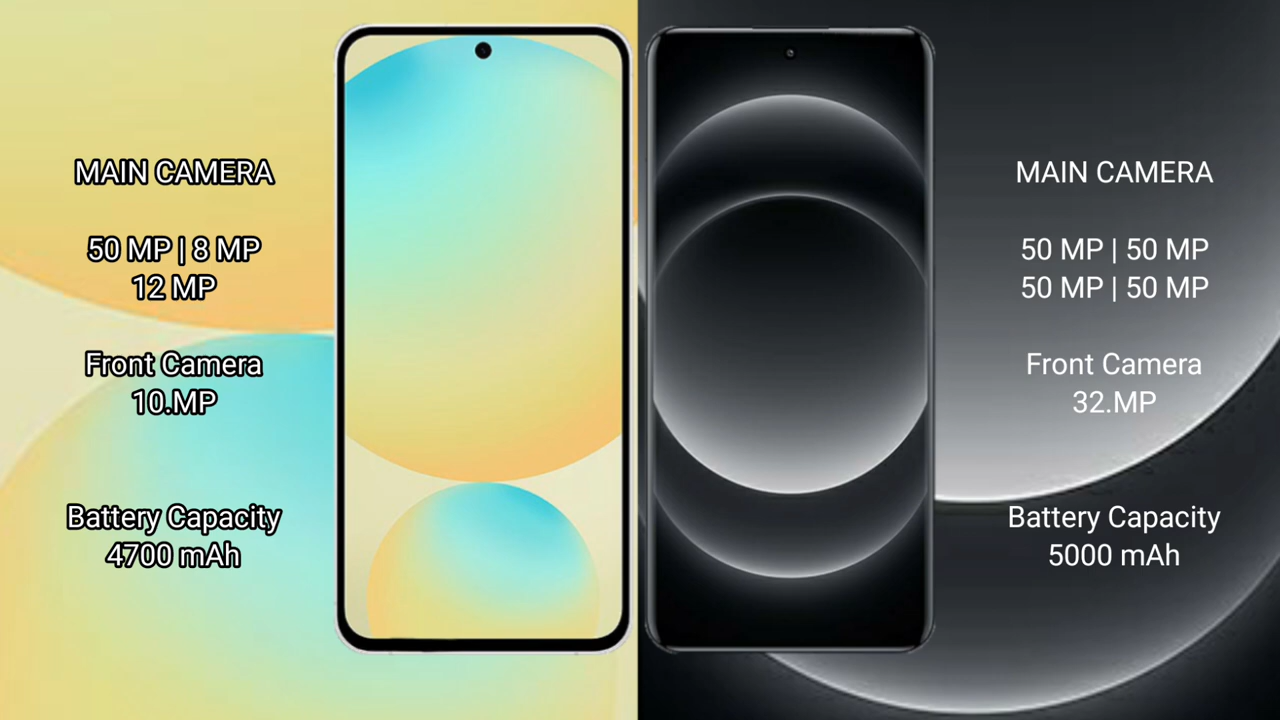 MAIN CAMERA
50 MP | 8 MP
12 MP
Front Camera
10.MP
Battery Capacity
4700 mAh
MAIN CAMERA
50 MP | 50 MP
50 MP | 50 MP
Front Camera
32.MP
Battery Capacity
5000 mAh